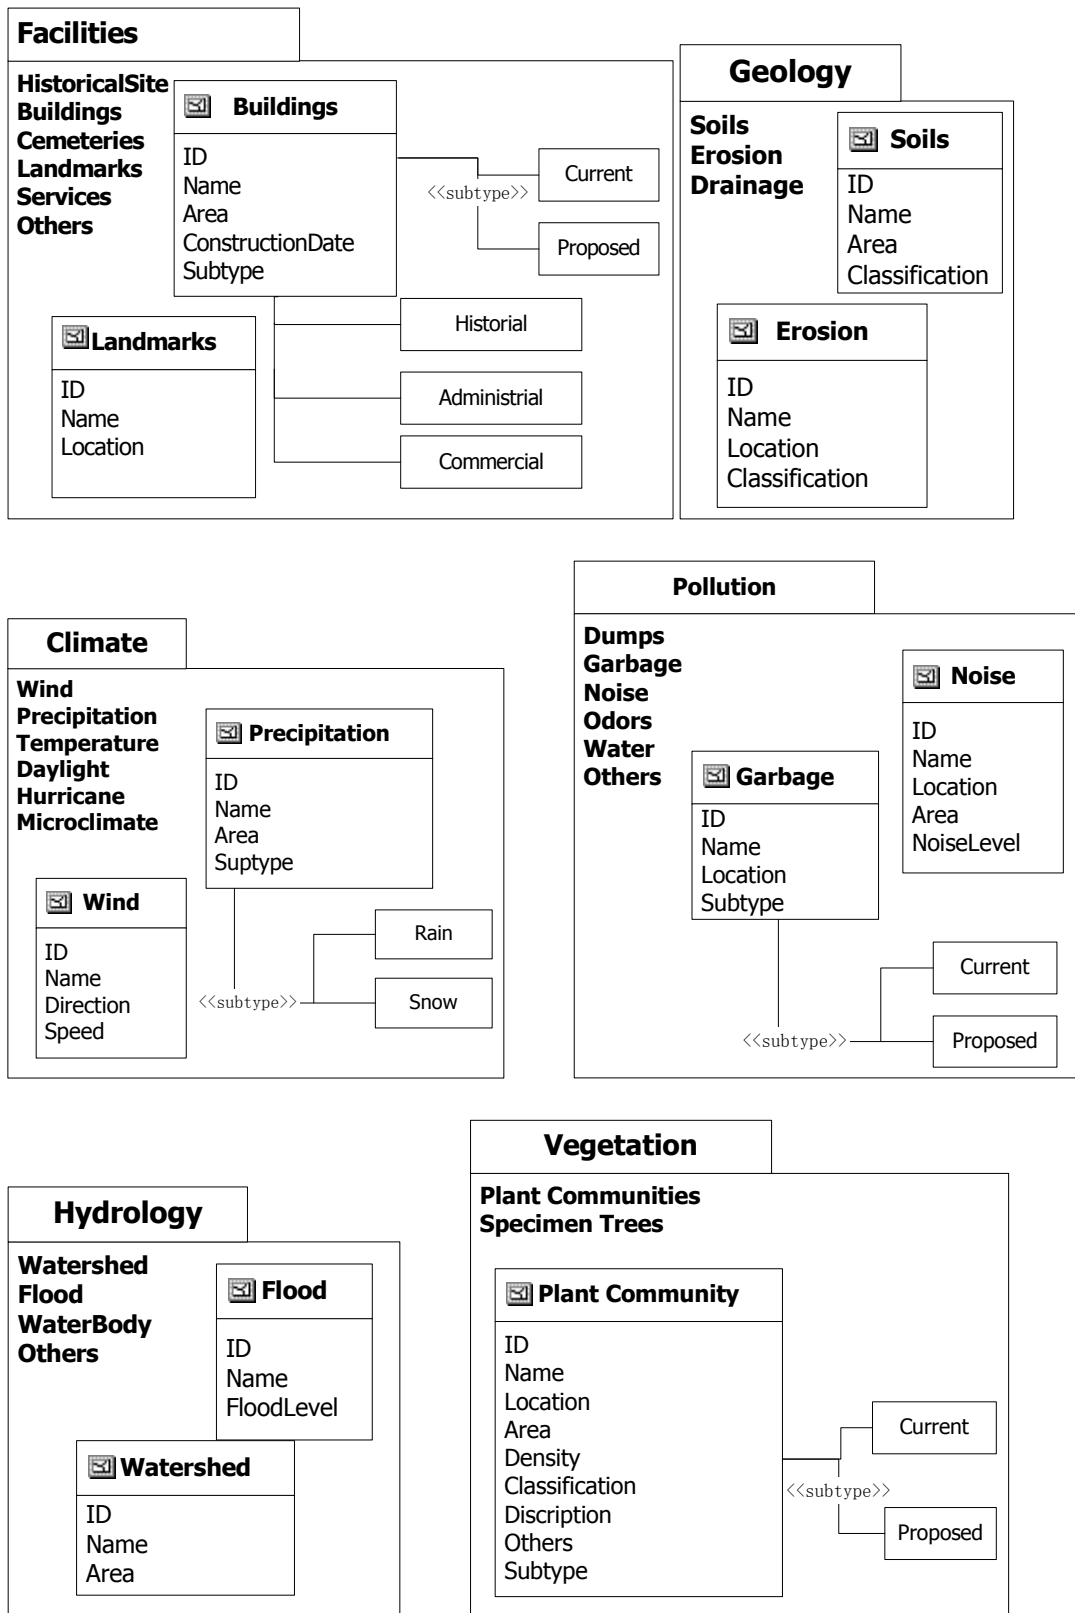 Facilities
HistoricalSite
Buildings
Cemeteries
Landmarks
Services
Others
Buildings
ID
Name
Area
ConstructionDate
Subtype
<<subtype>>
Current
Proposed
Historial
Administrial
Commercial
Landmarks
ID
Name
Location
Geology
Soils
Erosion
Drainage
Soils
ID
Name
Area
Classification
Erosion
ID
Name
Location
Classification
Climate
Wind
Precipitation
Temperature
Daylight
Hurricane
Microclimate
Precipitation
ID
Name
Area
Suptype
Wind
ID
Name
Direction
Speed
<<subtype>>
Rain
Snow
Pollution
Dumps
Garbage
Noise
Odors
Water
Others
Noise
ID
Name
Location
Area
NoiseLevel
Garbage
ID
Name
Location
Subtype
<<subtype>>
Current
Proposed
Hydrology
Watershed
Flood
WaterBody
Others
Flood
ID
Name
FloodLevel
Watershed
ID
Name
Area
Vegetation
Plant Communities
Specimen Trees
Plant Community
ID
Name
Location
Area
Density
Classification
Discription
Others
Subtype
<<subtype>>
Current
Proposed